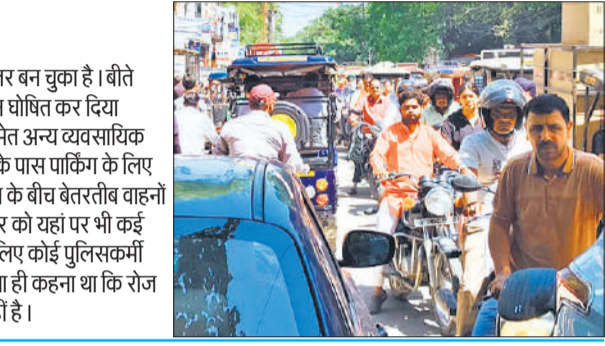 बन चुका है। बीते
घोषित कर दिया
अन्य व्यवसायिक
के पास पार्किंग के लिए
के बीच बेतरतीब वाहनों
को यहां पर भी कई
लिए कोई पुलिसकर्मी
ही कहना था कि रोज
है।